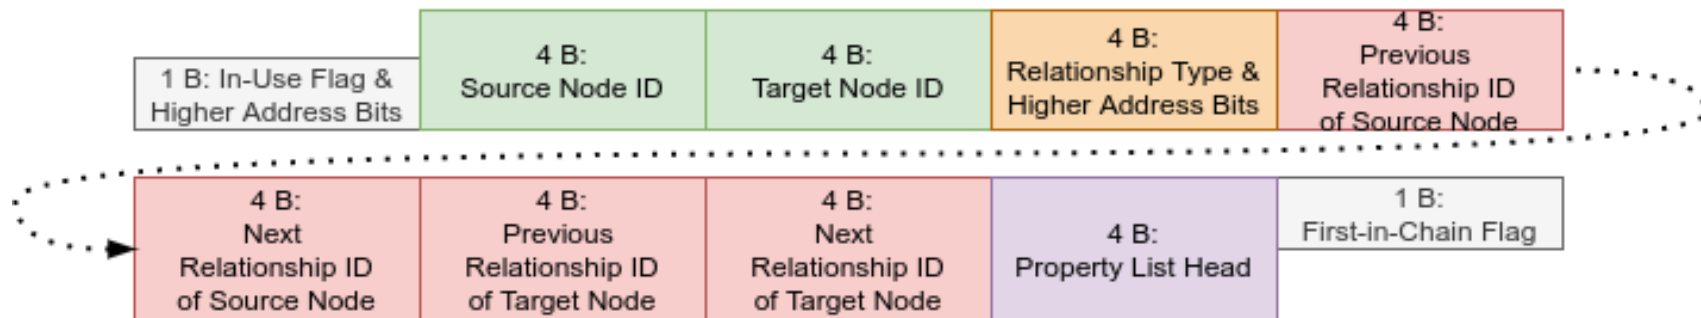 1 B: In-Use Flag &
Higher Address Bits
4 B:
Source Node ID
4 B:
Target Node ID
4 B:
Relationship Type &
Higher Address Bits
4 B:
Previous
Relationship ID
of Source Node
4 B:
Next
Relationship ID
of Source Node
4 B:
Previous
Relationship ID
of Target Node
4 B:
Next
Relationship ID
of Target Node
4 B:
Property List Head
1 B:
First-in-Chain Flag